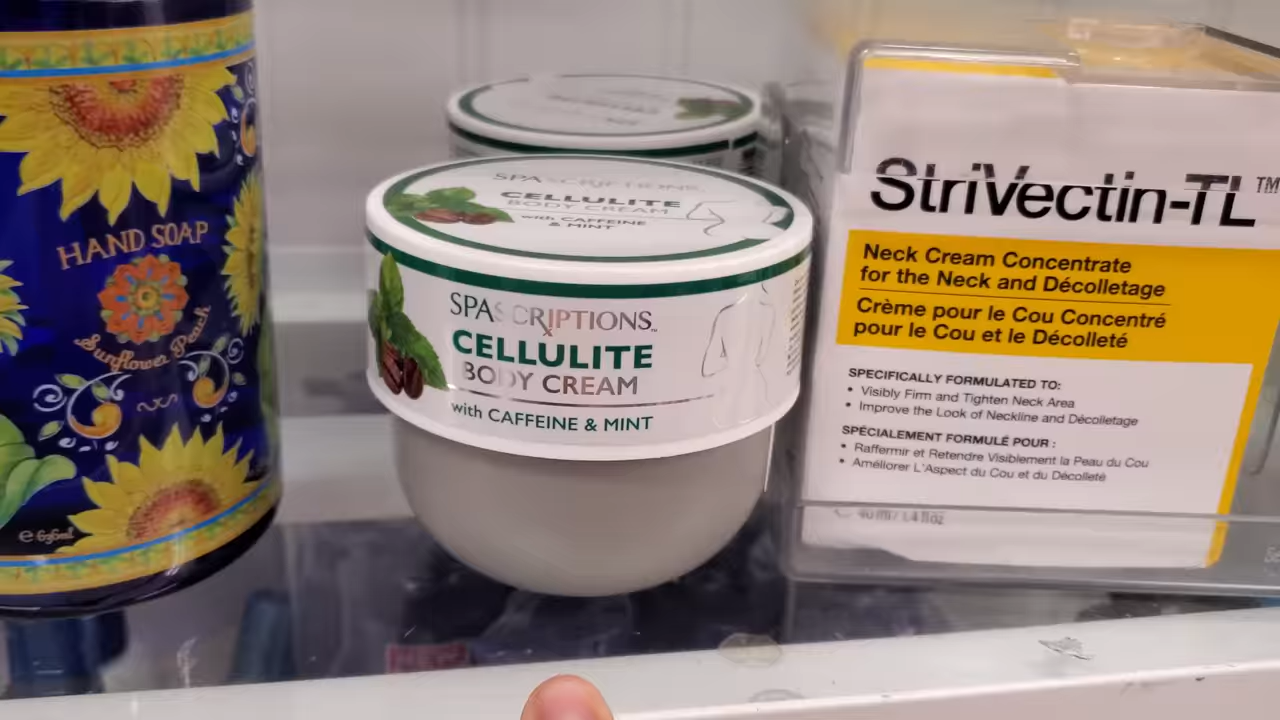 HAND SOAP
Sunflower Peach
e 636ml
SPASCRIPTIONS
CELLULITE
BODY CREAM
with CAFFEINE
& MINT
SPASCRIPTIONS™
CELLULITE
BODY CREAM
with CAFFEINE & MINT
StriVectin-TL™
Neck Cream Concentrate
for the Neck and Décolletage
Crème pour le Cou Concentré
pour le Cou et le Décolleté
SPECIFICALLY FORMULATED TO:
• Visibly Firm and Tighten Neck Area
• Improve the Look of Neckline and Décolletage
SPÉCIALEMENT FORMULÉ POUR :
• Raffermir et Retendre Visiblement la Peau du Cou
• Améliorer L'Aspect du Cou et du Décolleté